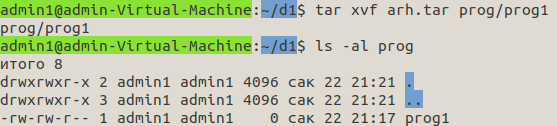 admin1@admin-Virtual-Machine:~/d1$ tar xvf arh.tar prog/prog1
prog/prog1
admin1@admin-Virtual-Machine:~/d1$ ls -al prog
итого 8
drwxrwxr-x 2 admin1 admin1 4096 сак 22 21:21 .
drwxrwxr-x 3 admin1 admin1 4096 сак 22 21:21 ..
-rw-rw-r-- 1 admin1 admin1    0 сак 22 21:17 prog1